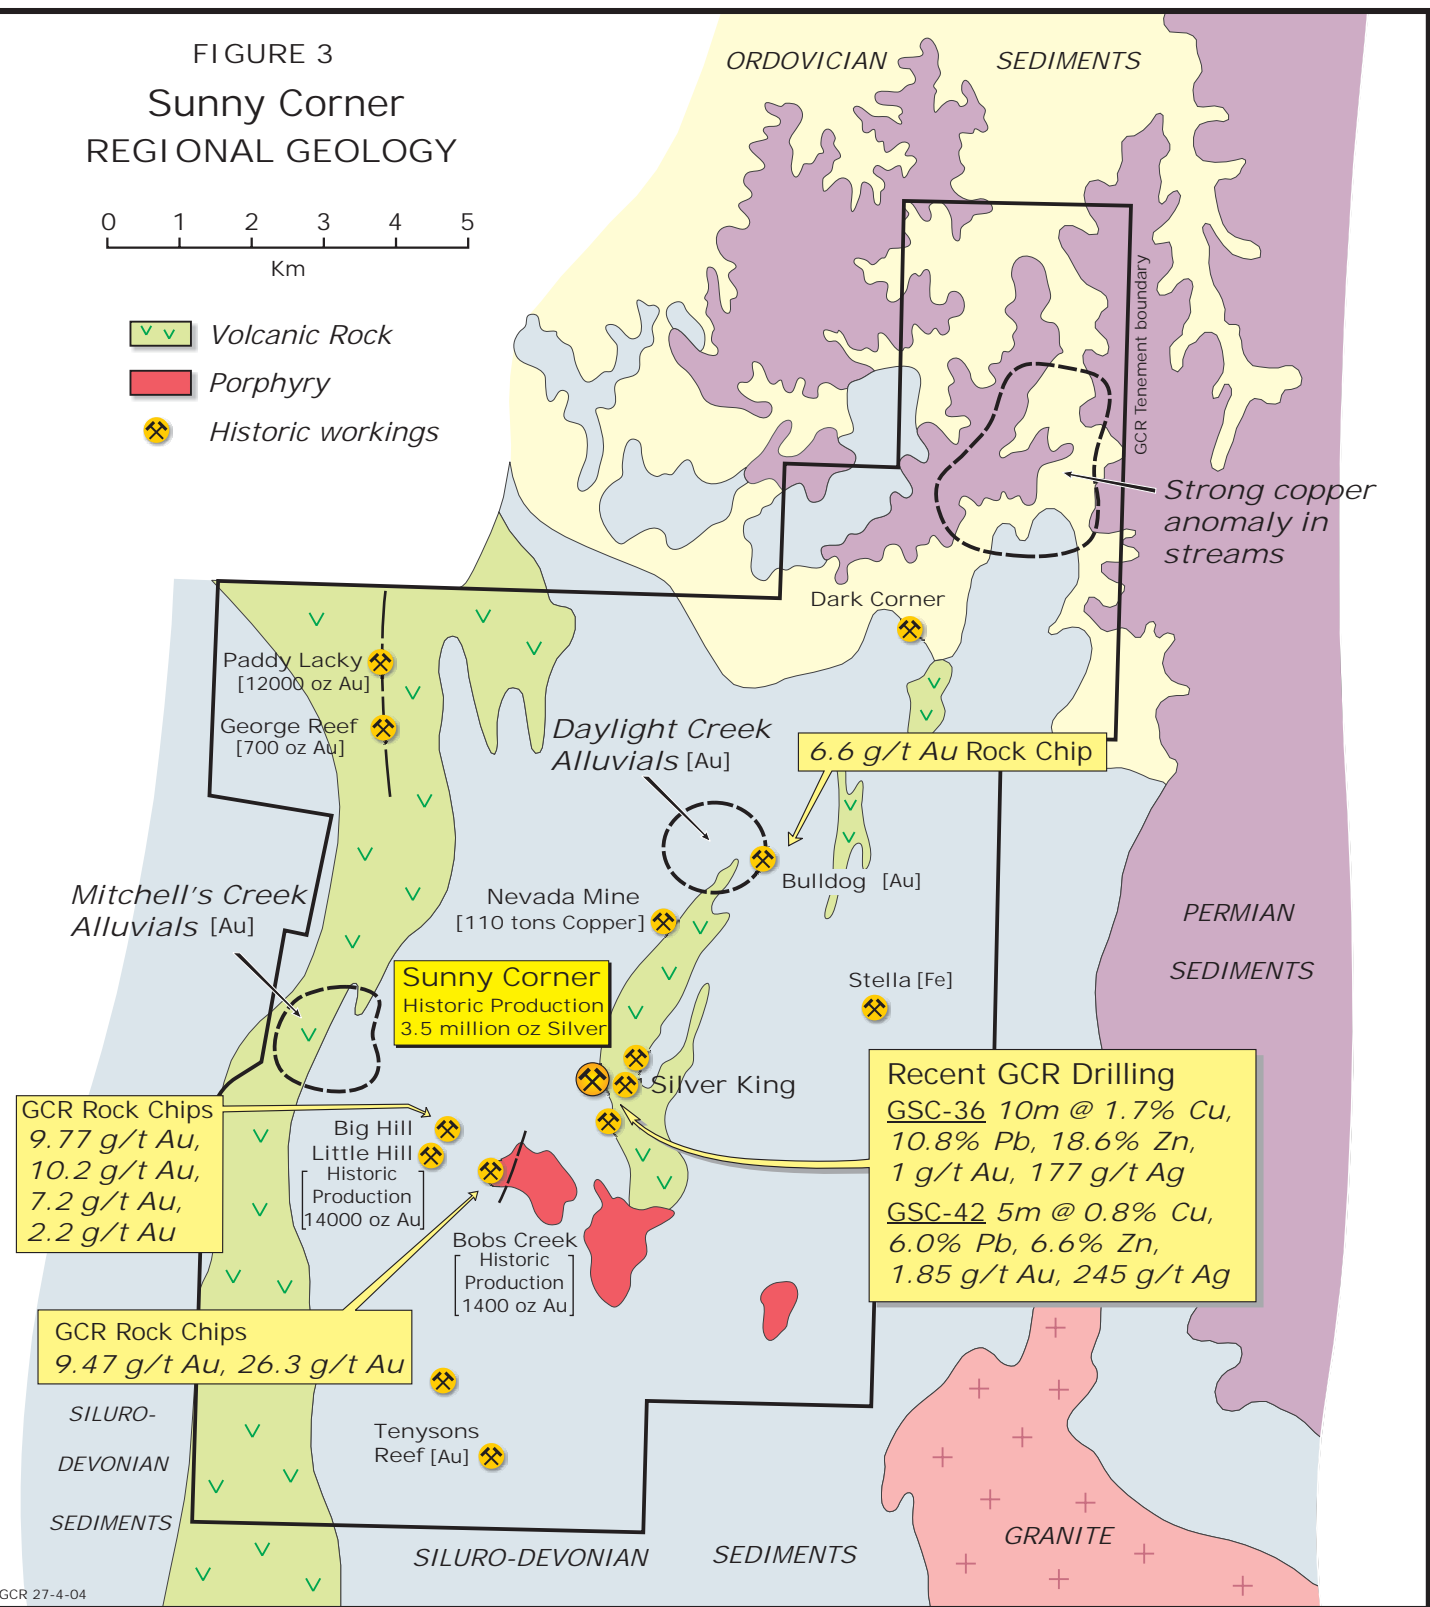 FIGURE 3
Sunny Corner
REGIONAL GEOLOGY
0 1 2 3 4 5
Km
Volcanic Rock
Porphyry
Historic workings
ORDOVICIAN SEDIMENTS
GCR Tenement boundary
Strong copper
anomaly in
streams
Dark Corner
Paddy Lacky
[12000 oz Au]
George Reef
[700 oz Au]
Daylight Creek
Alluvials [Au]
6.6 g/t Au Rock Chip
Bulldog [Au]
Mitchell's Creek
Alluvials [Au]
Nevada Mine
[110 tons Copper]
PERMIAN
SEDIMENTS
Sunny Corner
Historic Production
3.5 million oz Silver
Stella [Fe]
Silver King
Recent GCR Drilling
GSC-36 10m @ 1.7% Cu,
10.8% Pb, 18.6% Zn,
1 g/t Au, 177 g/t Ag
GSC-42 5m @ 0.8% Cu,
6.0% Pb, 6.6% Zn,
1.85 g/t Au, 245 g/t Ag
GCR Rock Chips
9.77 g/t Au,
10.2 g/t Au,
7.2 g/t Au,
2.2 g/t Au
Big Hill
Little Hill
Historic
Production
14000 oz Au
Bobs Creek
Historic
Production
1400 oz Au
GCR Rock Chips
9.47 g/t Au, 26.3 g/t Au
SILURO-
DEVONIAN
SEDIMENTS
Tenysons
Reef [Au]
GRANITE
SILURO-DEVONIAN SEDIMENTS
GCR 27-4-04